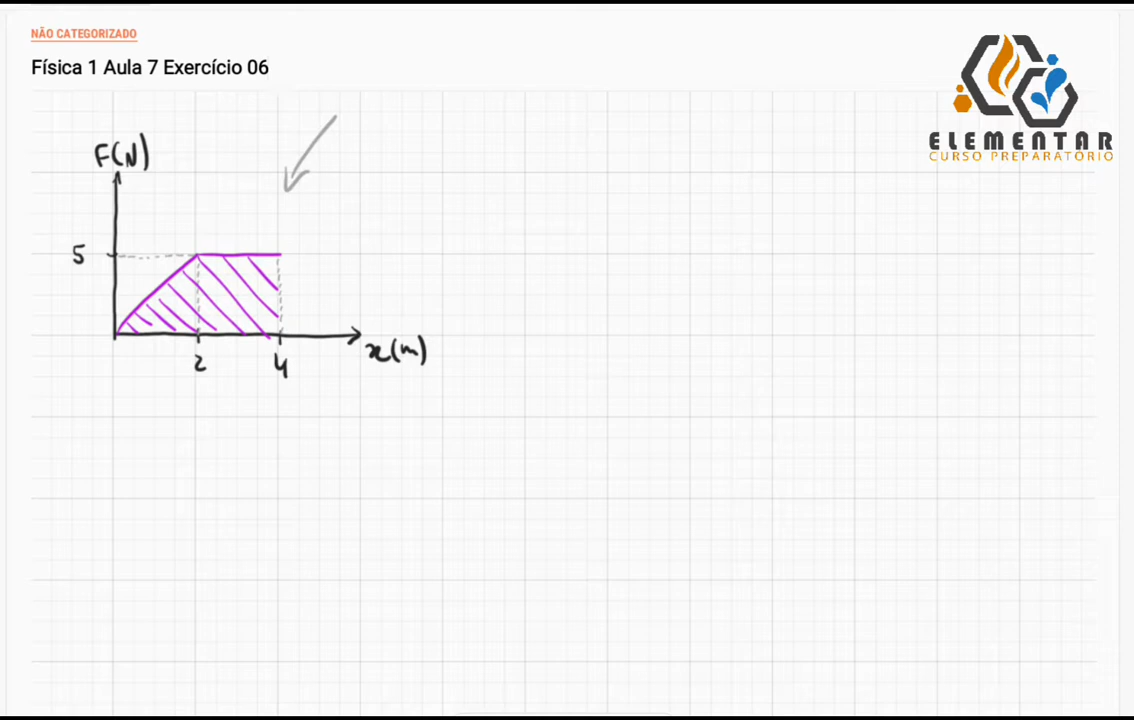 NÃO CATEGORIZADO
Física 1 Aula 7 Exercício 06
ELEMENTAR
CURSO PREPARATÓRIO
F(N)
5
2 4
x(m)